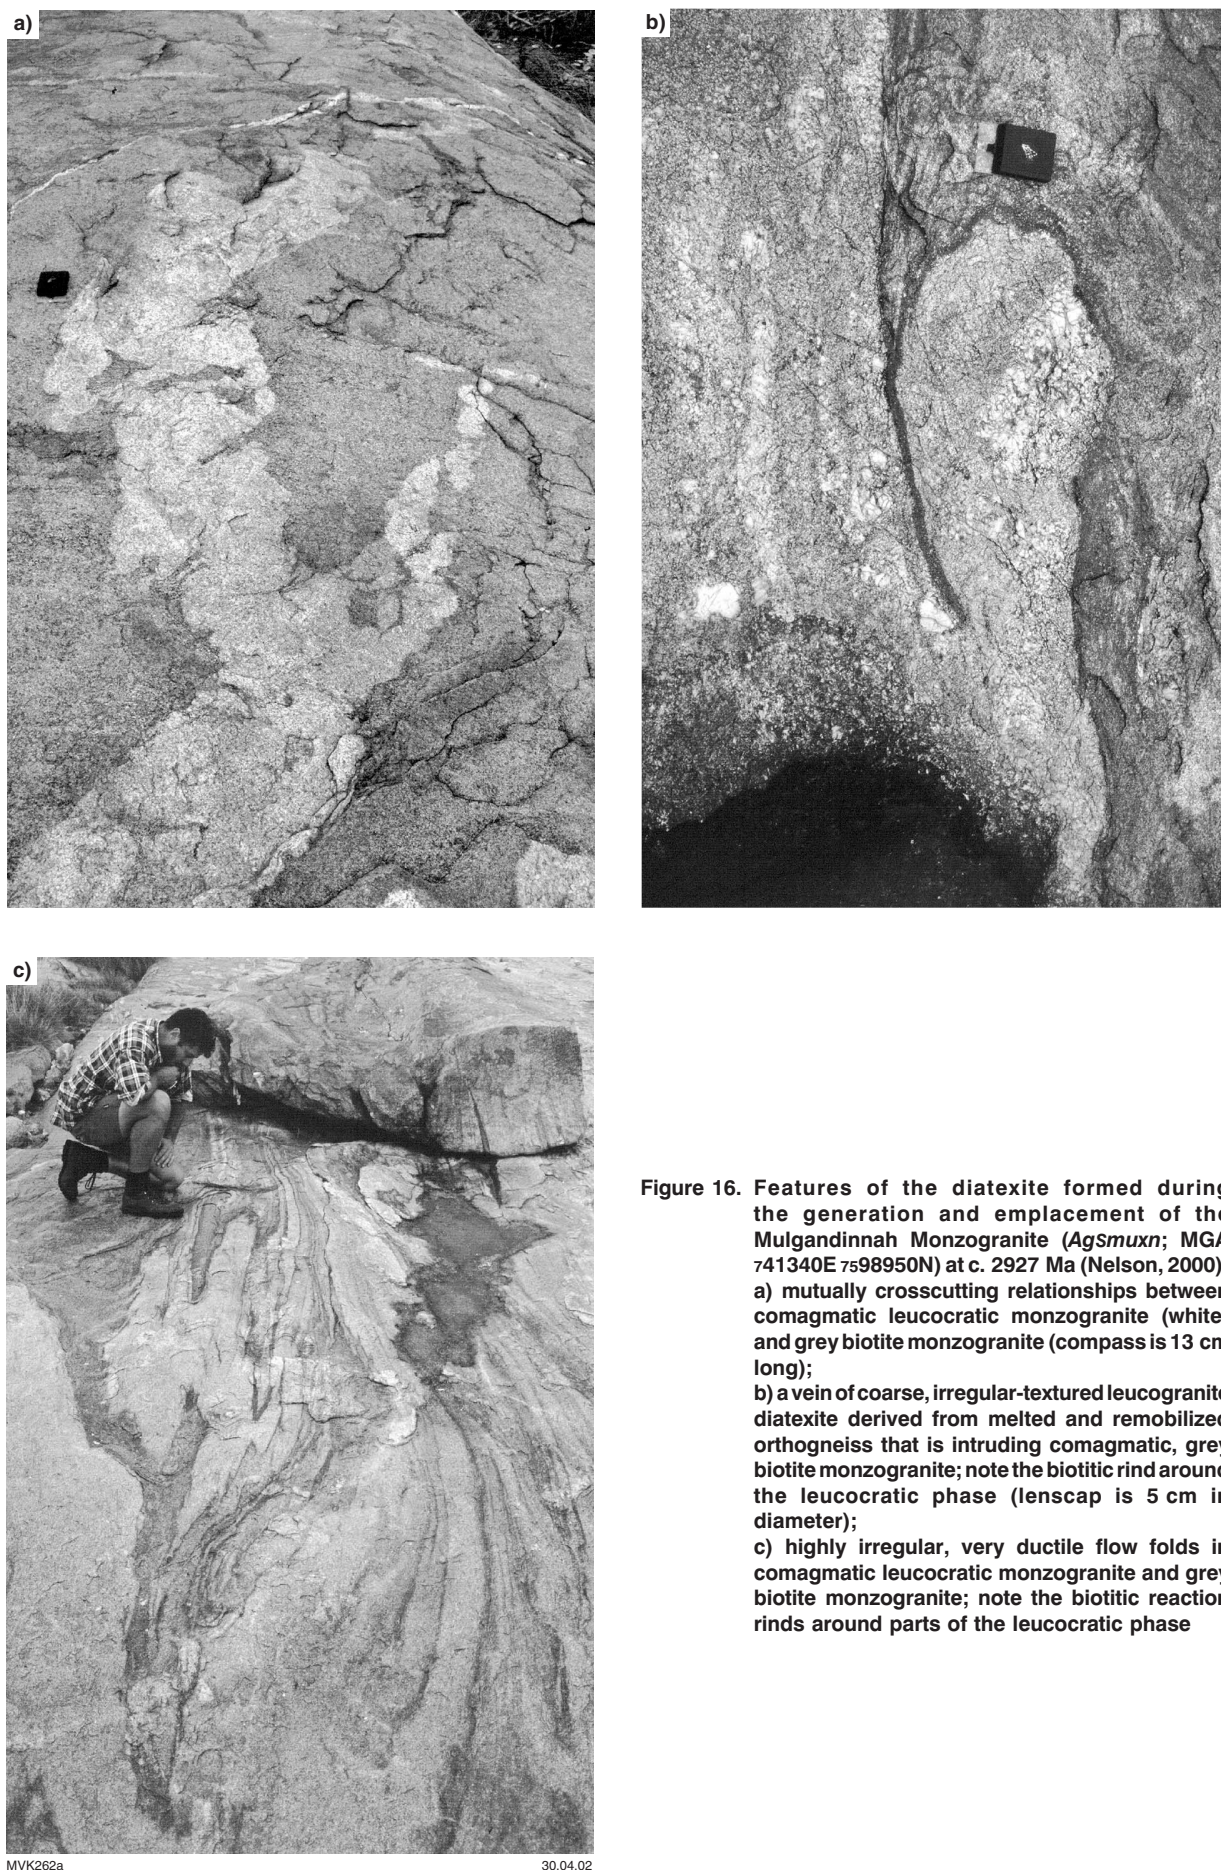 a)
b)
c)
Figure 16. Features of the diatexite formed during
the generation and emplacement of the
Mulgandinnah Monzogranite (AgSmuxn; MGA
741340E 7598950N) at c. 2927 Ma (Nelson, 2000)
a) mutually crosscutting relationships between
comagmatic leucocratic monzogranite (white
and grey biotite monzogranite (compass is 13 cm
long);
b) a vein of coarse, irregular-textured leucogranite
diatexite derived from melted and remobilized
orthogneiss that is intruding comagmatic, grey
biotite monzogranite; note the biotitic rind around
the leucocratic phase (lenscap is 5 cm in
diameter);
c) highly irregular, very ductile flow folds in
comagmatic leucocratic monzogranite and grey
biotite monzogranite; note the biotitic reaction
rinds around parts of the leucocratic phase
MVK262a
30.04.02